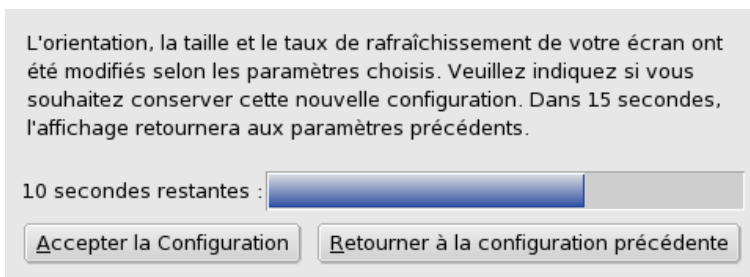 L'orientation, la taille et le taux de rafraîchissement de votre écran ont
été modifiés selon les paramètres choisis. Veuillez indiquez si vous
souhaitez conserver cette nouvelle configuration. Dans 15 secondes,
l'affichage retournera aux paramètres précédents.
10 secondes restantes :
Accepter la Configuration Retourner à la configuration précédente